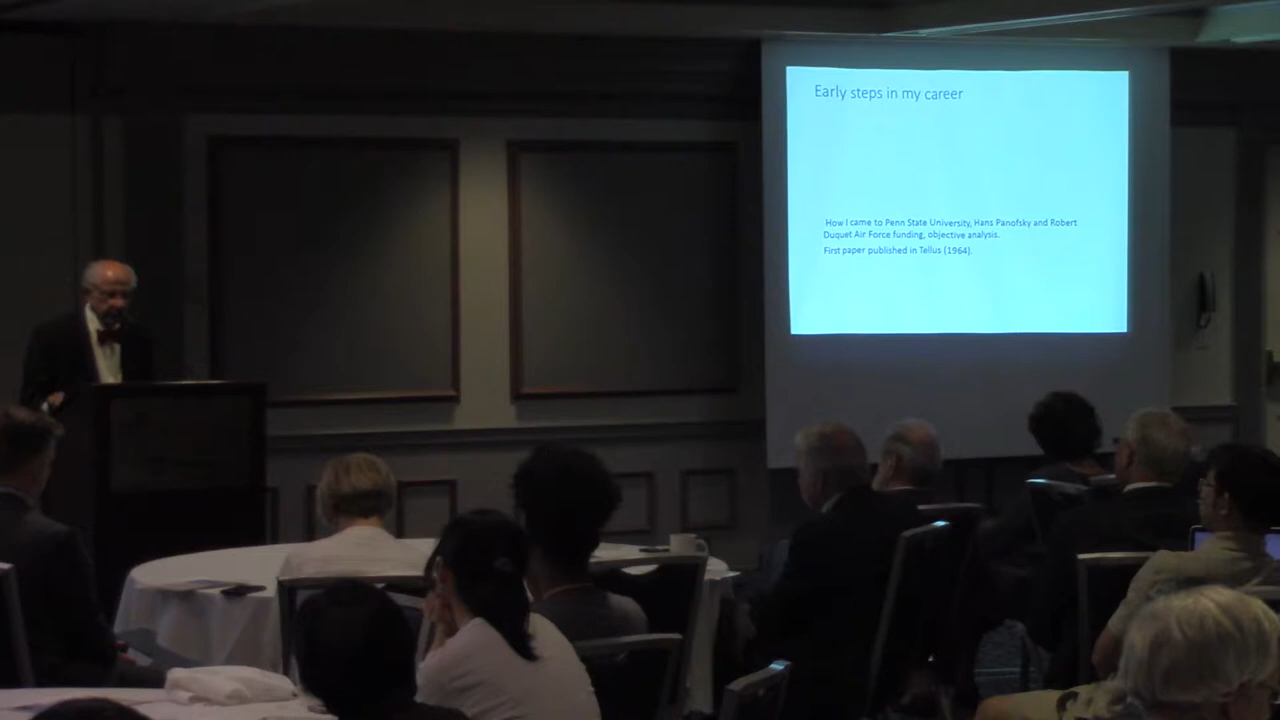 Early steps in my career
How I came to Penn State University, Hans Panofsky and Robert
Duquet Air Force funding, objective analysis.
First paper published in Tellus (1964).